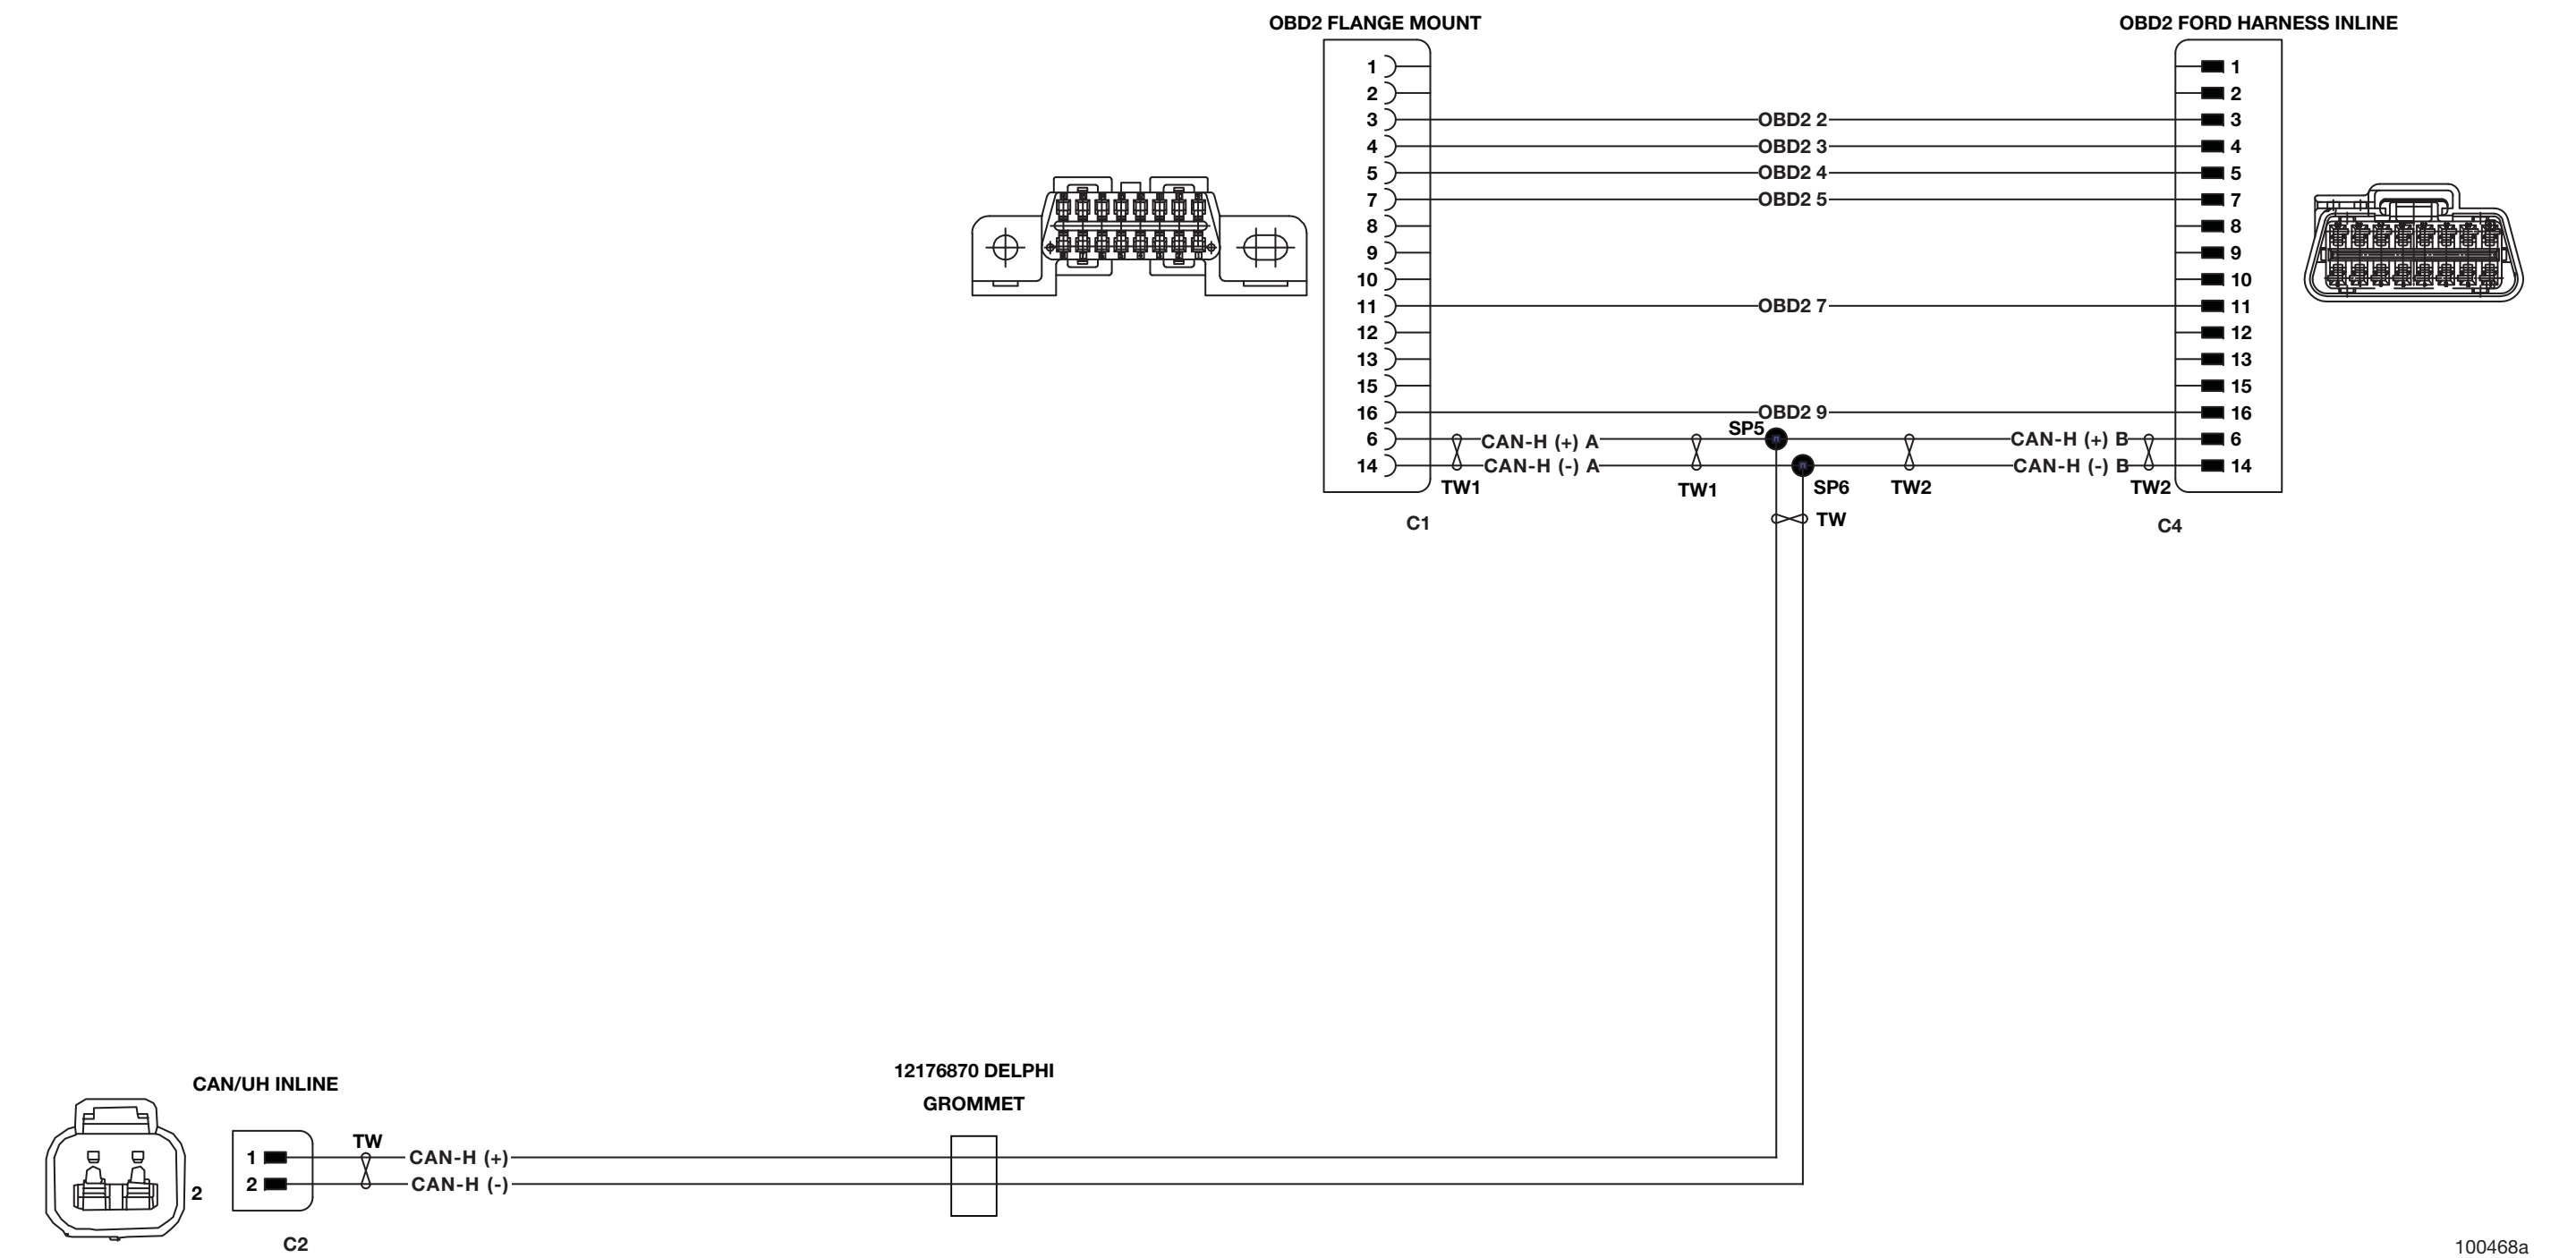 OBD2 FLANGE MOUNT
OBD2 FORD HARNESS INLINE
1 1
2 2
3 OBD2 2 3
4 OBD2 3 4
5 OBD2 4 5
7 OBD2 5 7
8 8
9 9
10 10
11 OBD2 7 11
12 12
13 13
15 15
16 OBD2 9 16
SP5
6 CAN-H (+) A CAN-H (+) B 6
14 CAN-H (-) A CAN-H (-) B 14
TW1 TW1 SP6 TW2 TW2
C1 TW C4
12176870 DELPHI
GROMMET
CAN/UH INLINE
TW
1 CAN-H (+)
2 CAN-H (-)
2
C2
100468a